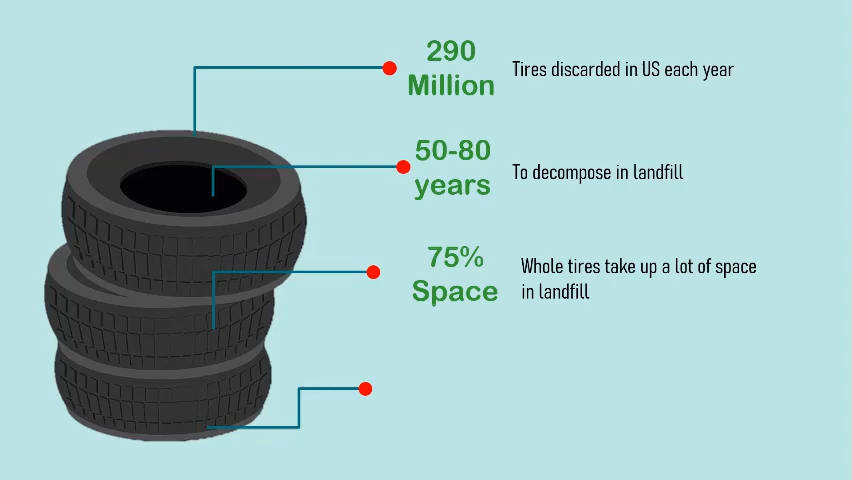 290
Million
Tires discarded in US each year
50-80
years
To decompose in landfill
75%
Space
Whole tires take up a lot of space
in landfill